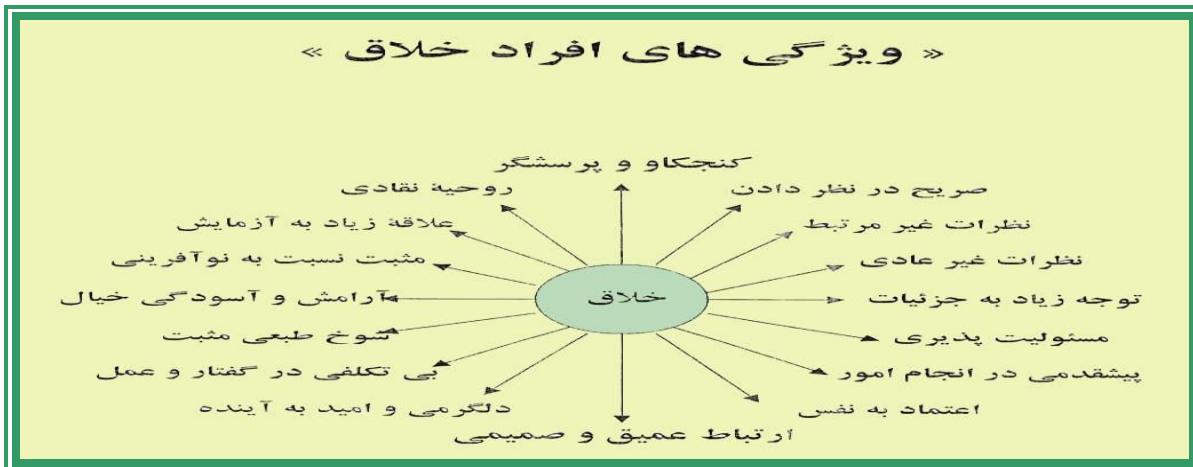 « ویژگی های افراد خلاق »
کنجکاو و پرسشگر
صریح در نظر دادن
روحیۀ نقادی
نظرات غیر مرتبط
علاقۀ زیاد به آزمایش
نظرات غیر عادی
مثبت نسبت به نوآفرینی
توجه زیاد به جزئیات
خلاق
آرامش و آسودگی خیال
مسئولیت پذیری
شوخ طبعی مثبت
پیشقدمی در انجام امور
بی تکلفی در گفتار و عمل
اعتماد به نفس
دلگرمی و امید به آینده
ارتباط عمیق و صمیمی